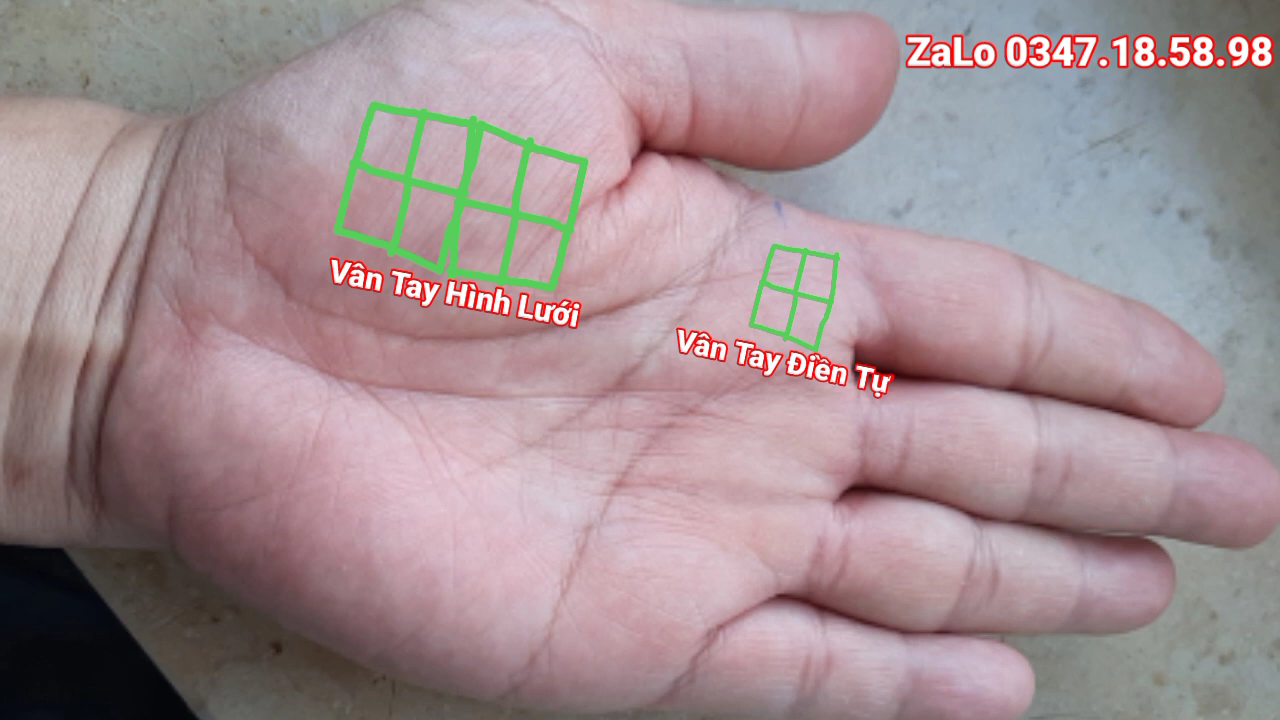 ZaLo 0347.18.58.98
Vân Tay Hình Lưới
Vân Tay Điền Tự